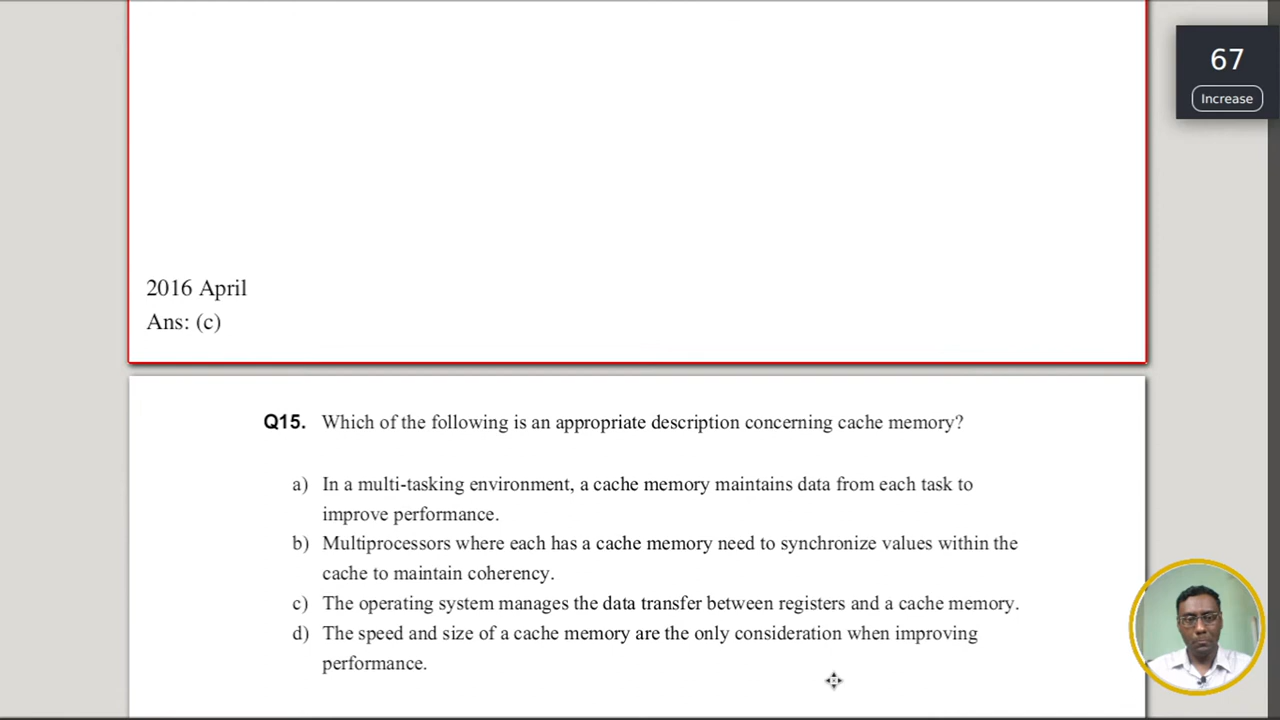 67
Increase
2016 April
Ans: (c)
Q15. Which of the following is an appropriate description concerning cache memory?
a) In a multi-tasking environment, a cache memory maintains data from each task to
improve performance.
b) Multiprocessors where each has a cache memory need to synchronize values within the
cache to maintain coherency.
c) The operating system manages the data transfer between registers and a cache memory.
d) The speed and size of a cache memory are the only consideration when improving
performance.